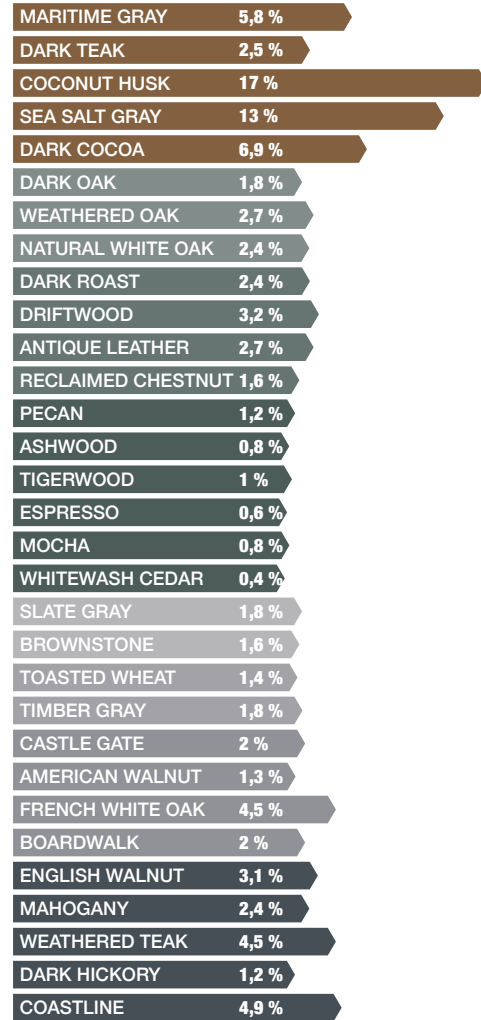 MARITIME GRAY 5,8 %
DARK TEAK 2,5 %
COCONUT HUSK 17 %
SEA SALT GRAY 13 %
DARK COCOA 6,9 %
DARK OAK 1,8 %
WEATHERED OAK 2,7 %
NATURAL WHITE OAK 2,4 %
DARK ROAST 2,4 %
DRIFTWOOD 3,2 %
ANTIQUE LEATHER 2,7 %
RECLAIMED CHESTNUT 1,6 %
PECAN 1,2 %
ASHWOOD 0,8 %
TIGERWOOD 1 %
ESPRESSO 0,6 %
MOCHA 0,8 %
WHITEWASH CEDAR 0,4 %
SLATE GRAY 1,8 %
BROWNSTONE 1,6 %
TOASTED WHEAT 1,4 %
TIMBER GRAY 1,8 %
CASTLE GATE 2 %
AMERICAN WALNUT 1,3 %
FRENCH WHITE OAK 4,5 %
BOARDWALK 2 %
ENGLISH WALNUT 3,1 %
MAHOGANY 2,4 %
WEATHERED TEAK 4,5 %
DARK HICKORY 1,2 %
COASTLINE 4,9 %